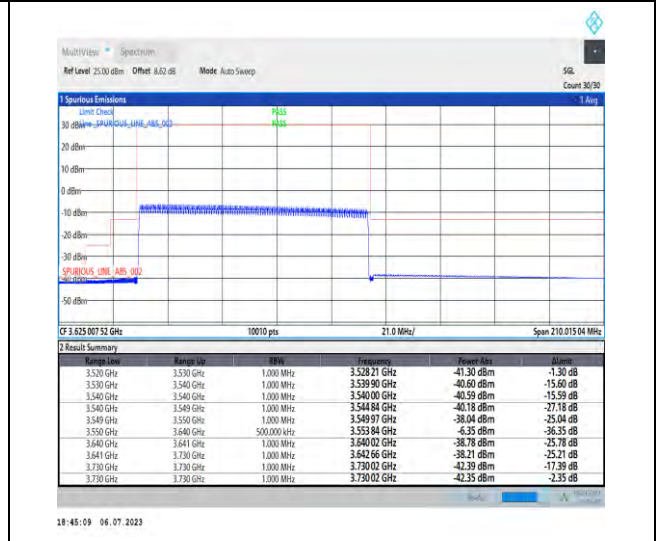 MultiView Spectrum
Ref Level 25.00 dBm Offset 8.62 dB Mode Auto Sweep SGL
Count 30/30
1 Spurious Emissions 1 Avg
Limit Check PASS
30 dBm Line _SPURIOUS_LINE_ABS_002 PASS
20 dBm
10 dBm
0 dBm
-10 dBm
-20 dBm
-30 dBm
SPURIOUS_LINE_ABS_002
-50 dBm
CF 3.625 007 52 GHz 10010 pts 21.0 MHz/ Span 210.015 04 MHz
2 Result Summary
Range Low Range Up RBW Frequency Power Abs ΔLimit
3.520 GHz 3.530 GHz 1.000 MHz 3.528 21 GHz -41.30 dBm -1.30 dB
3.530 GHz 3.540 GHz 1.000 MHz 3.539 90 GHz -40.60 dBm -15.60 dB
3.540 GHz 3.540 GHz 1.000 MHz 3.540 00 GHz -40.59 dBm -15.59 dB
3.540 GHz 3.549 GHz 1.000 MHz 3.544 84 GHz -40.18 dBm -27.18 dB
3.549 GHz 3.550 GHz 1.000 MHz 3.549 97 GHz -38.04 dBm -25.04 dB
3.550 GHz 3.640 GHz 500.000 kHz 3.553 84 GHz -6.35 dBm -36.35 dB
3.640 GHz 3.641 GHz 1.000 MHz 3.640 02 GHz -38.78 dBm -25.78 dB
3.641 GHz 3.730 GHz 1.000 MHz 3.642 66 GHz -38.21 dBm -25.21 dB
3.730 GHz 3.730 GHz 1.000 MHz 3.730 02 GHz -42.39 dBm -17.39 dB
3.730 GHz 3.730 GHz 1.000 MHz 3.730 02 GHz -42.35 dBm -2.35 dB
18:45:09 06.07.2023